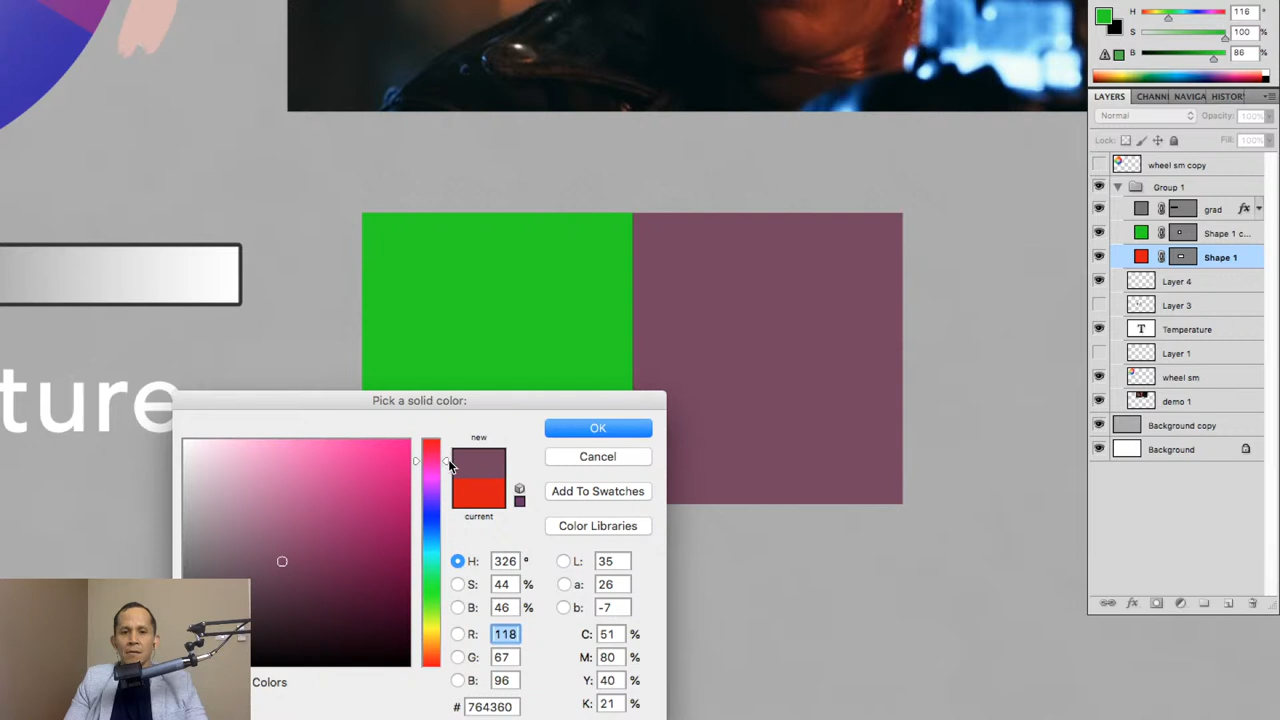 H 116 °
S 100 %
B 86 %
LAYERS CHANN NAVIGA HISTOR
Normal Opacity: 100%
Lock: Fill: 100%
wheel sm copy
Group 1
grad fx
Shape 1 c...
Shape 1
Layer 4
Layer 3
T Temperature
Layer 1
wheel sm
demo 1
Background copy
Background
fx
ture
Pick a solid color:
new
current
OK
Cancel
Add To Swatches
Color Libraries
H: 326 ° L: 35
S: 44 % a: 26
B: 46 % b: -7
R: 118 C: 51 %
G: 67 M: 80 %
B: 96 Y: 40 %
# 764360 K: 21 %
Colors